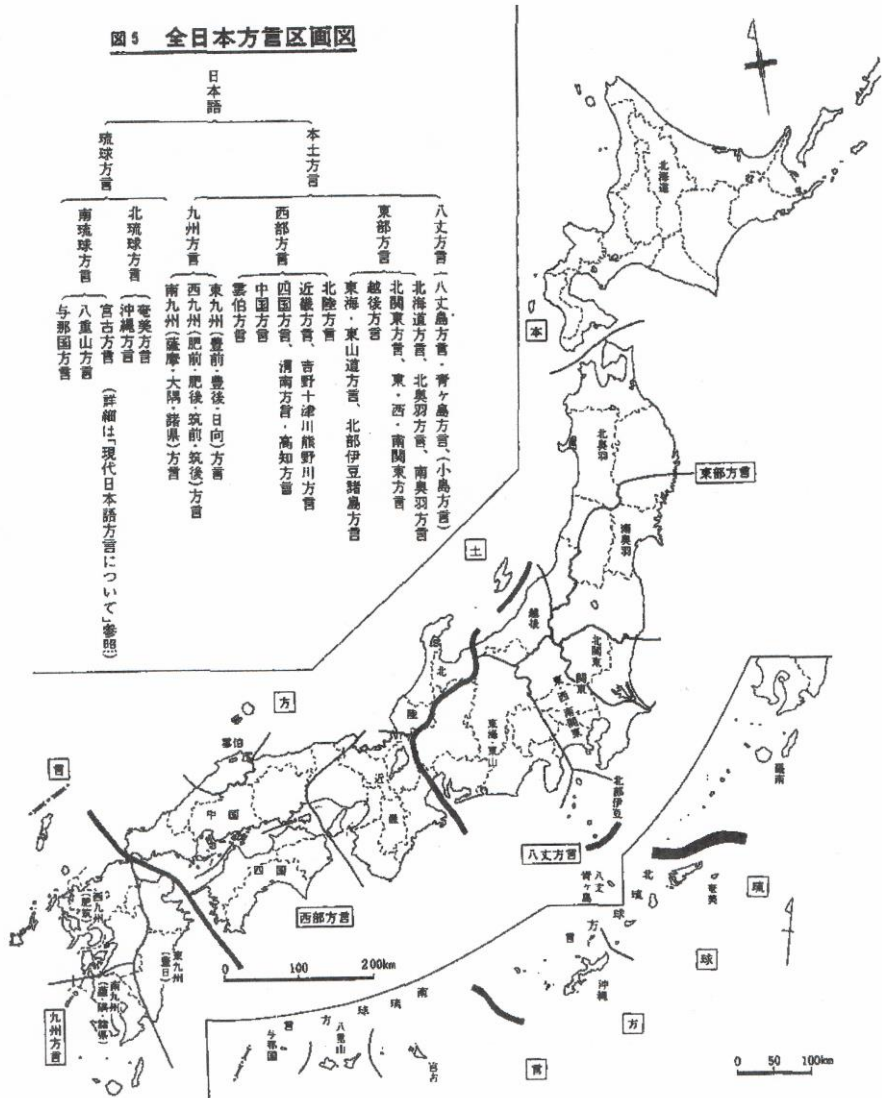 図5 全日本方言区画図
日本語
本土方言
琉球方言
八丈方言
東部方言
西部方言
九州方言
北琉球方言
南琉球方言
八丈島方言・青ヶ島方言、(小島方言)
北海道方言、北奥羽方言、南奥羽方言
北関東方言、東・西・南関東方言
越後方言
東海・東山道方言、北部伊豆諸島方言
北陸方言
近畿方言、吉野十津川熊野川方言
四国方言、渭南方言・高知方言
中国方言
雲伯方言
東九州(豊前・豊後・日向)方言
西九州(肥前・肥後・筑前・筑後)方言
南九州(薩摩・大隅・諸県)方言
奄美方言
沖縄方言
宮古方言 (詳細は「現代日本語方言について」参照)
八重山方言
与那国方言
北海道
本
北奥羽
東部方言
南奥羽
土
越後
北関東
関東
東・西・南関東
北陸
東海・東山
方
雲伯
近畿
言
中国
四国
北部伊豆
八丈方言
八丈
青ヶ島
西部方言
西九州
(肥筑)
東九州
(豊日)
南九州
(薩・隅・諸県)
九州方言
0 100 200km
薩南
奄美
北琉球方言
沖縄
琉
球
方
言
南琉球方言
与那国
八重山
宮古
0 50 100km